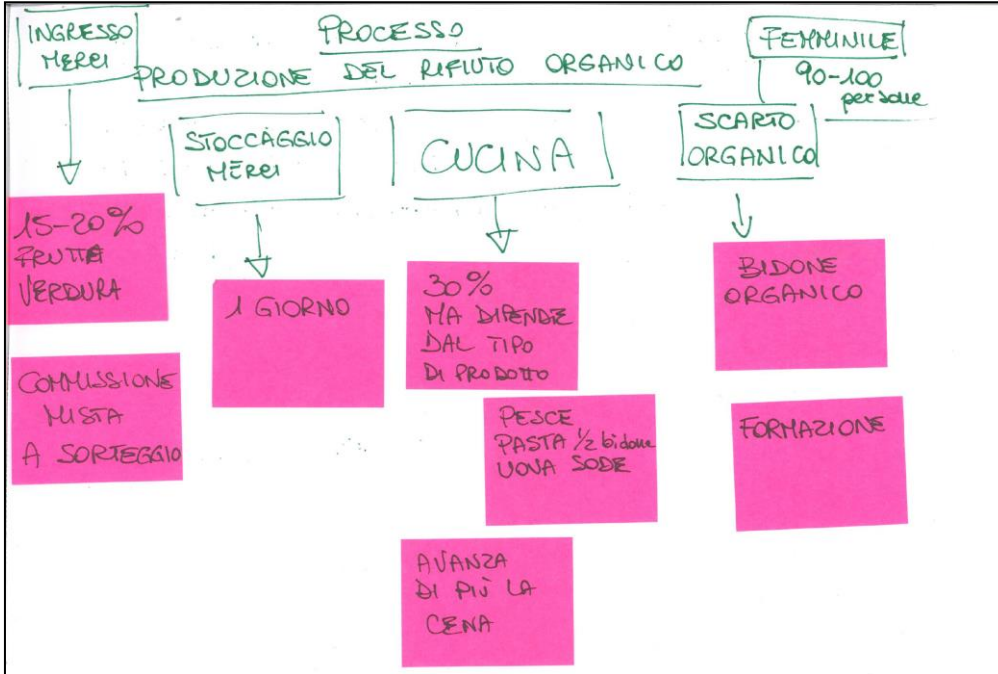 INGRESSO
MERCI
PROCESSO
PRODUZIONE DEL RIFIUTO ORGANICO
FEMMINILE
90-100
persone
STOCCAGGIO
MERCI
CUCINA
SCARTO
ORGANICO
15-20%
FRUTTA
VERDURA
COMMISSIONE
MISTA
A SORTEGGIO
1 GIORNO
30%
MA DIPENDE
DAL TIPO
DI PRODOTTO
PESCE
PASTA 1/2 bidone
UOVA SODE
AVANZA
DI PIÙ LA
CENA
BIDONE
ORGANICO
FORMAZIONE